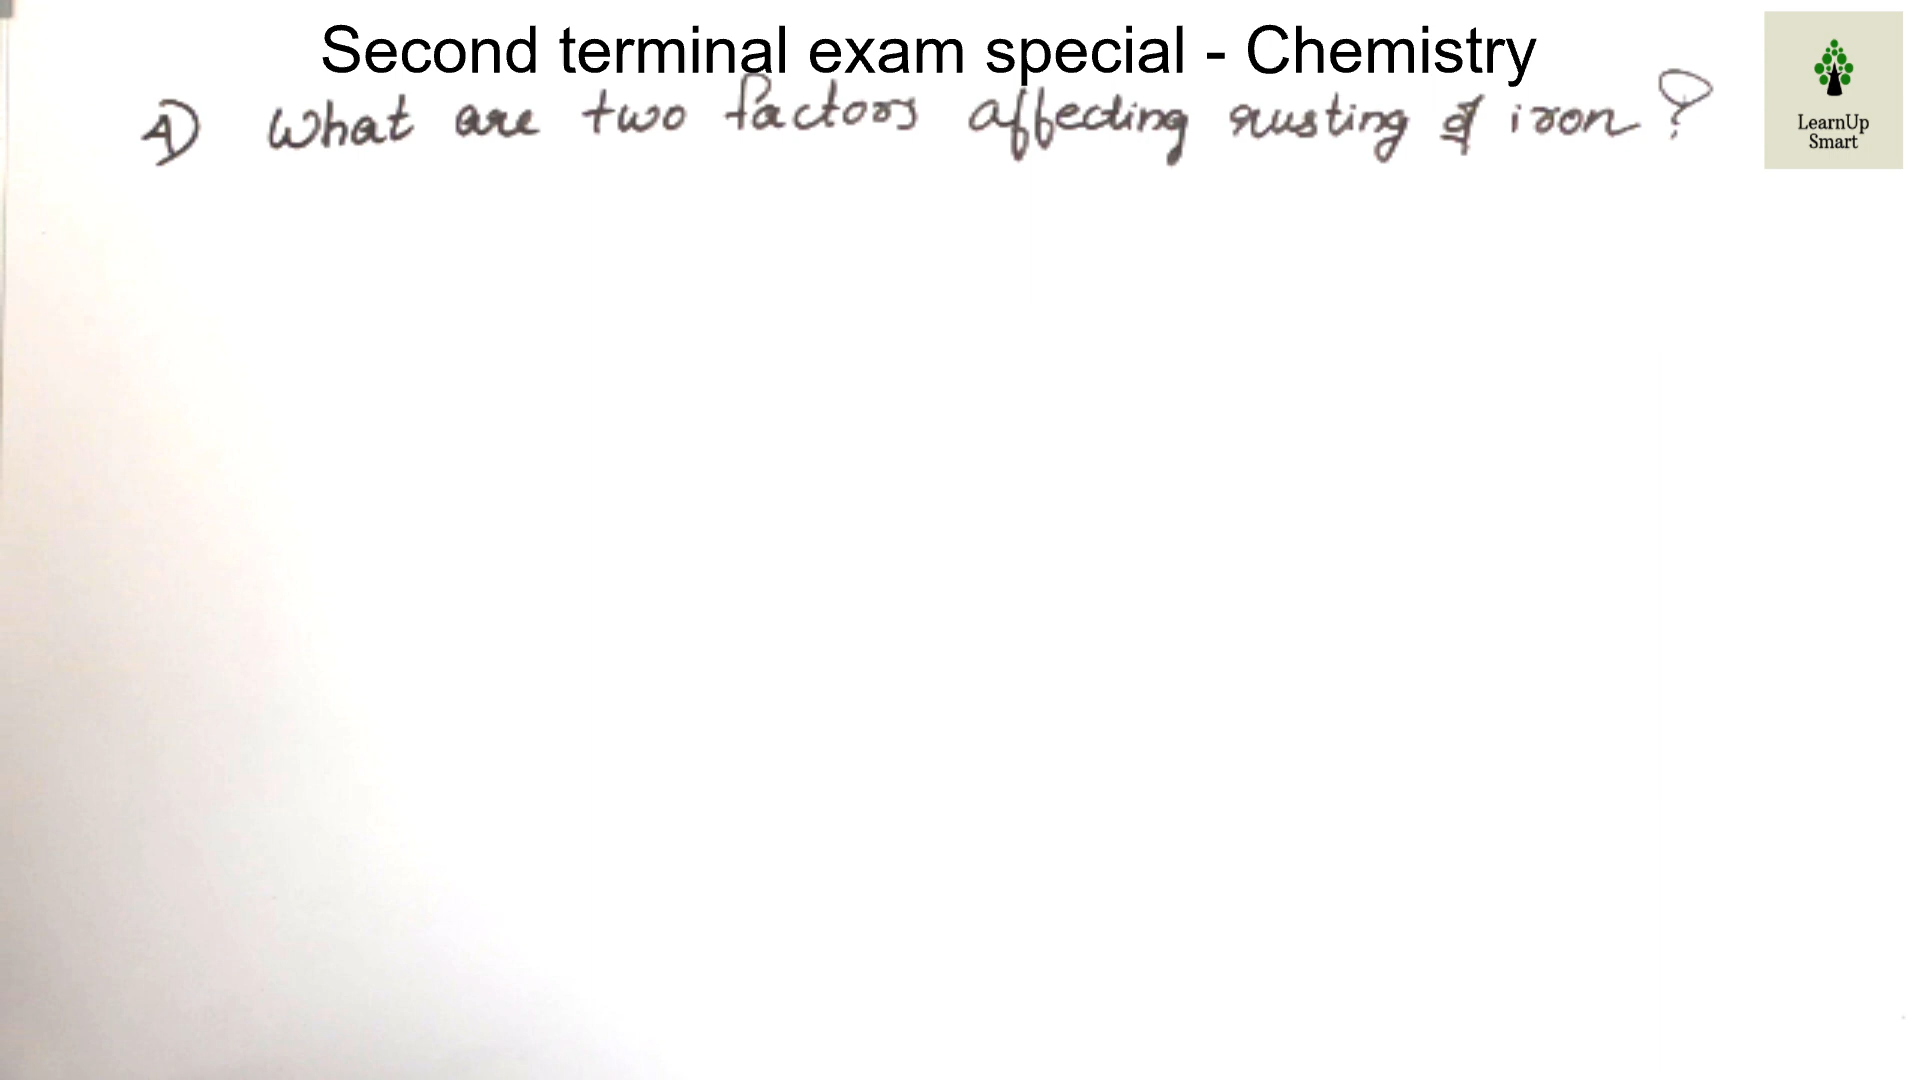 Second terminal exam special - Chemistry
4) What are two factors affecting rusting of iron?
LearnUp
Smart